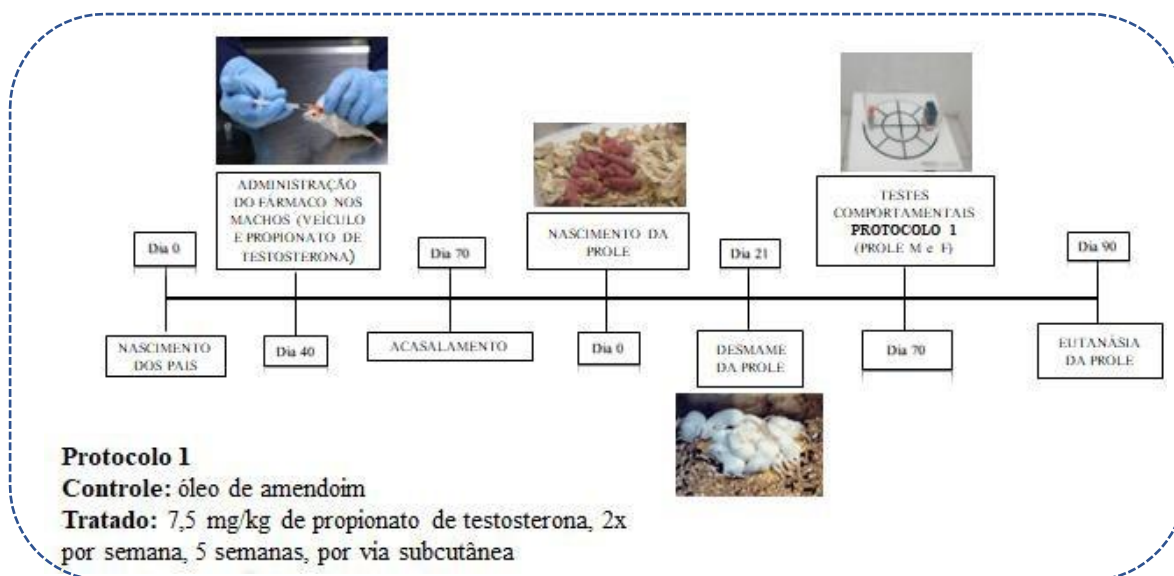 ADMINISTRAÇÃO
DO FÁRMACO NOS
MACHOS (VEÍCULO
E PROPIONATO DE
TESTOSTERONA)
TESTES
COMPORTAMENTAIS
PROTOCOLO 1
(PROLE M e F)
NASCIMENTO DA
PROLE
Dia 0
Dia 70
Dia 21
Dia 90
NASCIMENTO
DOS PAIS
Dia 40
ACASALAMENTO
Dia 0
DESMAME
DA PROLE
Dia 70
EUTANÁSIA
DA PROLE
Protocolo 1
Controle: óleo de amendoim
Tratado: 7,5 mg/kg de propionato de testosterona, 2x
por semana, 5 semanas, por via subcutânea